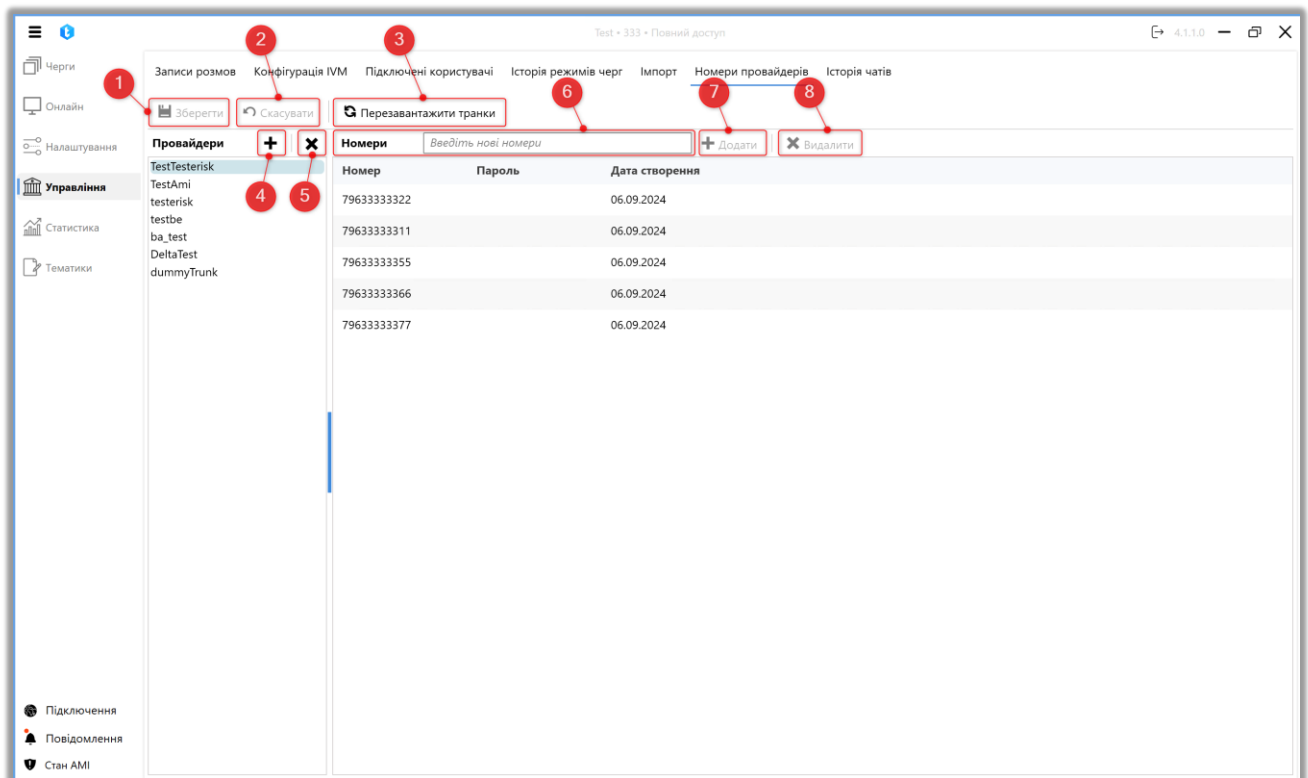 Test • 333 • Повний доступ
4.1.1.0
2
3
Черги
Записи розмов Конфігурація IVM Підключені користувачі Історія режимів черг Імпорт Номери провайдерів Історія чатів
1
6
7
8
Онлайн
Зберегти Скасувати Перезавантажити транки
Налаштування
Провайдери Номери Введіть нові номери Додати Видалити
TestTesterisk
Номер Пароль Дата створення
Управління
TestAmi
4
5
testerisk
79633333322 06.09.2024
testbe
Статистика
79633333311 06.09.2024
ba_test
DeltaTest
79633333355 06.09.2024
Тематики
dummyTrunk
79633333366 06.09.2024
79633333377 06.09.2024
Підключення
Повідомлення
Стан AMI